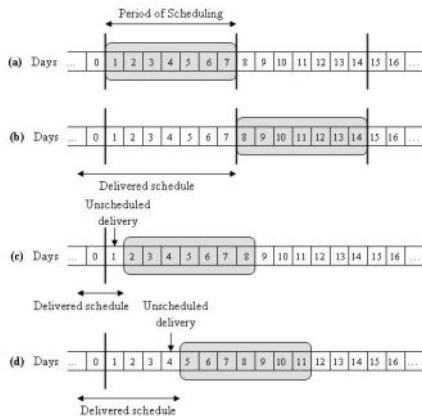 Period of Scheduling
(a) Days ... 0 1 2 3 4 5 6 7 8 9 10 11 12 13 14 15 16 ...
(b) Days ... 0 1 2 3 4 5 6 7 8 9 10 11 12 13 14 15 16 ...
Delivered schedule
Unscheduled
delivery
(c) Days ... 0 1 2 3 4 5 6 7 8 9 10 11 12 13 14 15 16 ...
Delivered schedule
Unscheduled
delivery
(d) Days ... 0 1 2 3 4 5 6 7 8 9 10 11 12 13 14 15 16 ...
Delivered schedule